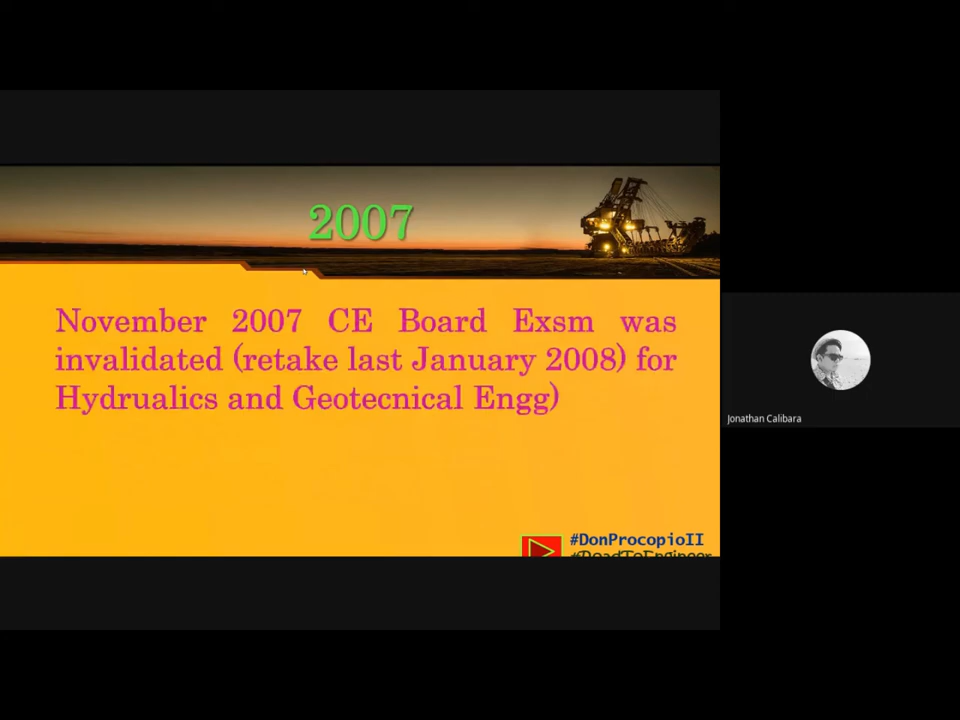 2007
November 2007 CE Board Exsm was
invalidated (retake last January 2008) for
Hydrualics and Geotecnical Engg)
#DonProcopioII
#RoadToEngineer
Jonathan Calibara